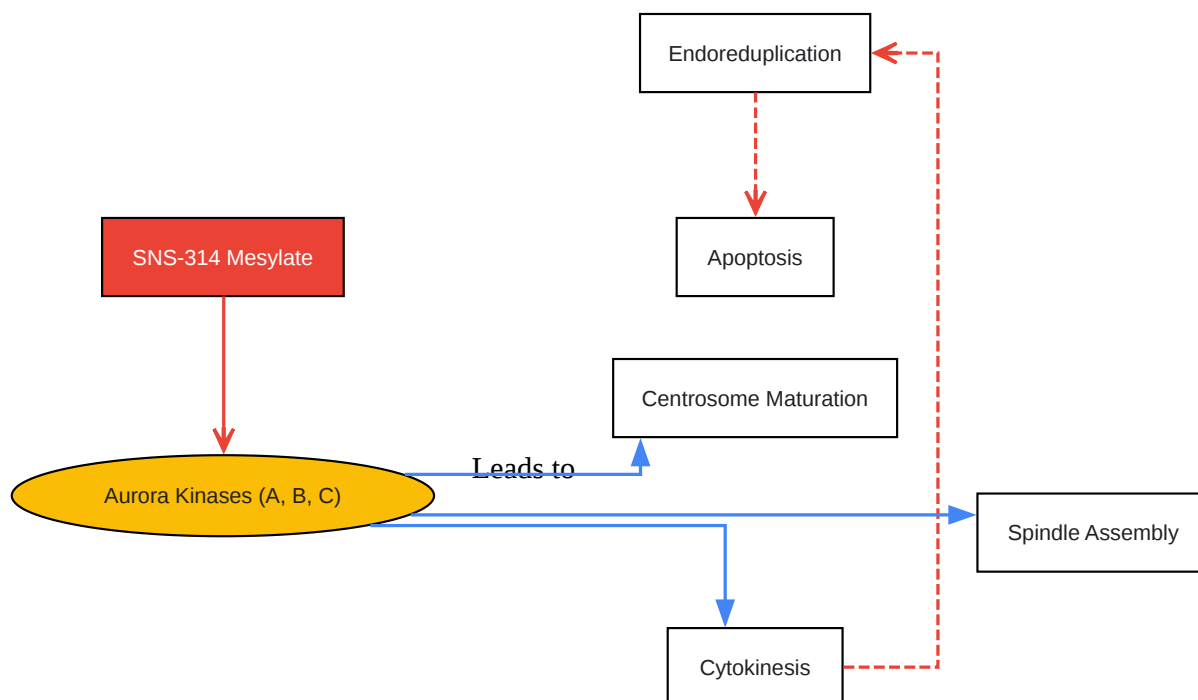 Endoreduplication
SNS-314 Mesylate
Apoptosis
Centrosome Maturation
Leads to
Aurora Kinases (A, B, C)
Spindle Assembly
Cytokinesis